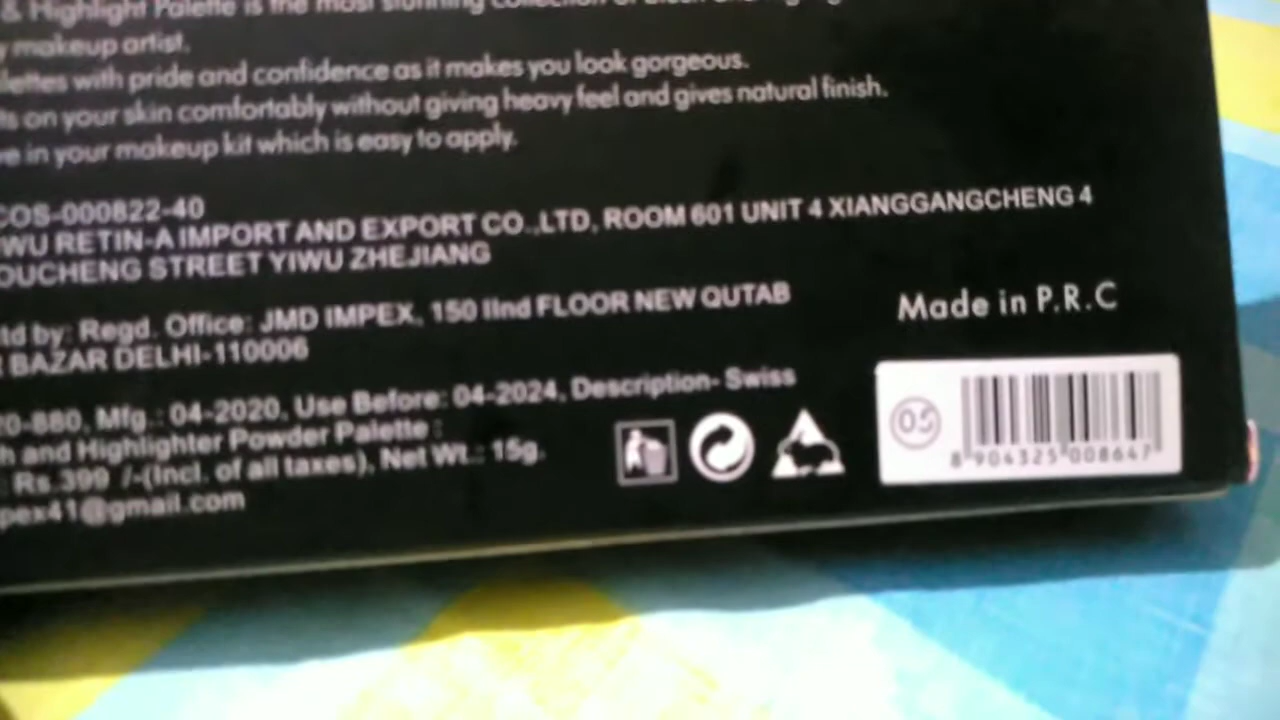 & Highlight Palette is the most stunning collection of
makeup artist.
with pride and confidence as it makes you look gorgeous.
on your skin comfortably without giving heavy feel and gives natural finish.
in your makeup kit which is easy to apply.
COS-000822-40
WU RETIN-A IMPORT AND EXPORT CO.,LTD, ROOM 601 UNIT 4 XIANGGANGCHENG 4
OUCHENG STREET YIWU ZHEJIANG
td by: Regd. Office: JMD IMPEX, 150 IInd FLOOR NEW QUTAB
BAZAR DELHI-110006
Made in P.R.C
0-880, Mfg.: 04-2020, Use Before: 04-2024, Description- Swiss
h and Highlighter Powder Palette :
Rs.399 /-(Incl. of all taxes), Net Wt.: 15g.
pex41@gmail.com
05
8 904325 008647